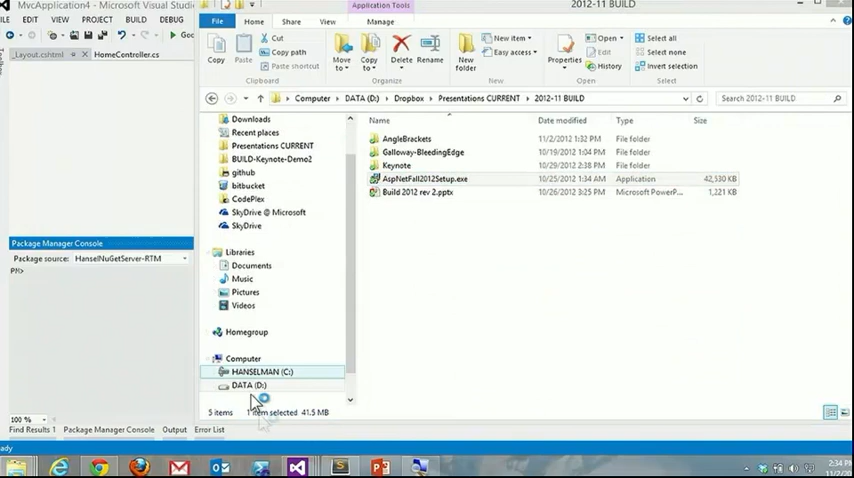 MvcApplication4 - Microsoft Visual Studi
Application Tools
2012-11 BUILD
EDIT VIEW PROJECT BUILD DEBUG
File Home Share View Manage
_Layout.cshtml HomeController.cs
Copy Paste Cut Copy path Paste shortcut
Move to Copy to Delete Rename
New folder New item Easy access
Properties Open Edit History
Select all Select none Invert selection
Clipboard Organize New Open Select
Computer DATA (D:) Dropbox Presentations CURRENT 2012-11 BUILD
Search 2012-11 BUILD
Name Date modified Type Size
AngleBrackets 11/2/2012 1:32 PM File folder
Galloway-BleedingEdge 10/19/2012 1:04 PM File folder
Keynote 10/29/2012 2:38 PM File folder
AspNetFall2012Setup.exe 10/25/2012 1:34 AM Application 42,530 KB
Build 2012 rev 2.pptx 10/26/2012 3:25 PM Microsoft PowerP... 1,221 KB
Downloads
Recent places
Presentations CURRENT
BUILD-Keynote-Demo2
github
bitbucket
CodePlex
SkyDrive @ Microsoft
SkyDrive
Libraries
Documents
Music
Pictures
Videos
Homegroup
Computer
HANSELMAN (C:)
DATA (D:)
5 items 1 item selected 41.5 MB
Package Manager Console
Package source: HanselNuGetServer-RTM
PM>
100 %
Find Results 1 Package Manager Console Output Error List
ady
2:34 PM
11/2/20